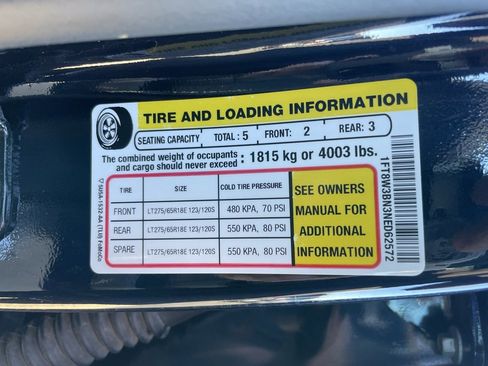 TIRE AND LOADING INFORMATION
SEATING CAPACITY TOTAL : 5 FRONT: 2 REAR: 3
The combined weight of occupants
and cargo should never exceed : 1815 kg or 4003 lbs.
TIRE SIZE COLD TIRE PRESSURE
FRONT LT275/65R18E 123/120S 480 KPA, 70 PSI
REAR LT275/65R18E 123/120S 550 KPA, 80 PSI
SPARE LT275/65R18E 123/120S 550 KPA, 80 PSI
SEE OWNERS
MANUAL FOR
ADDITIONAL
INFORMATION
1FT8W3BN3NED62572